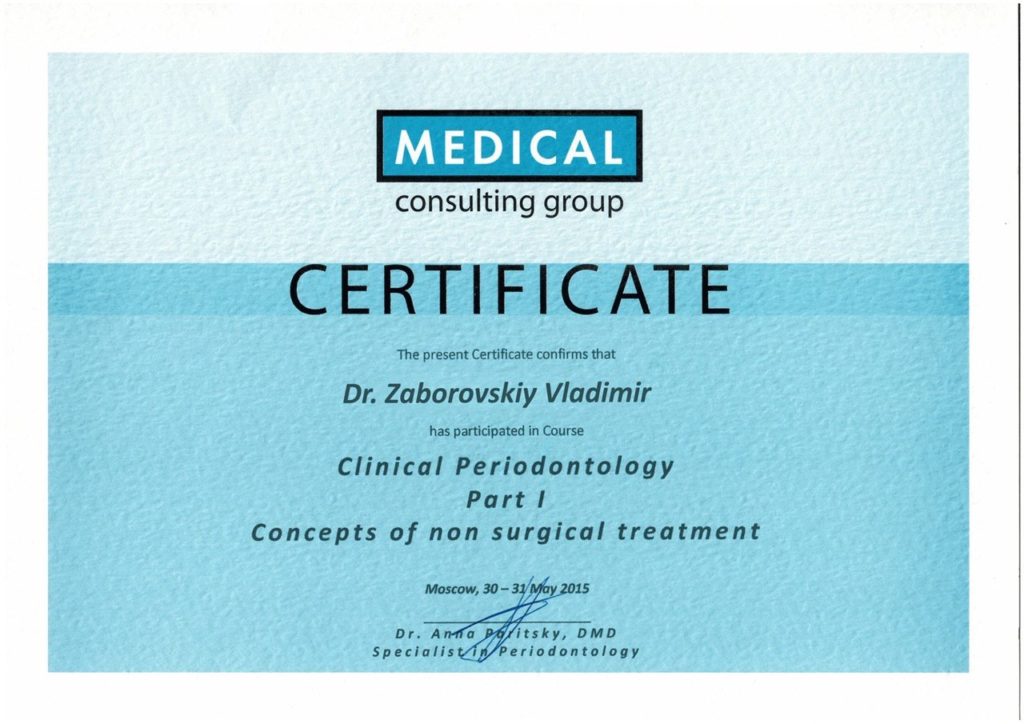 MEDICAL
consulting group
CERTIFICATE
The present Certificate confirms that
Dr. Zaborovskiy Vladimir
has participated in Course
Clinical Periodontology
Part I
Concepts of non surgical treatment
Moscow, 30 – 31 May 2015
Dr. Anna Paritsky, DMD
Specialist in Periodontology